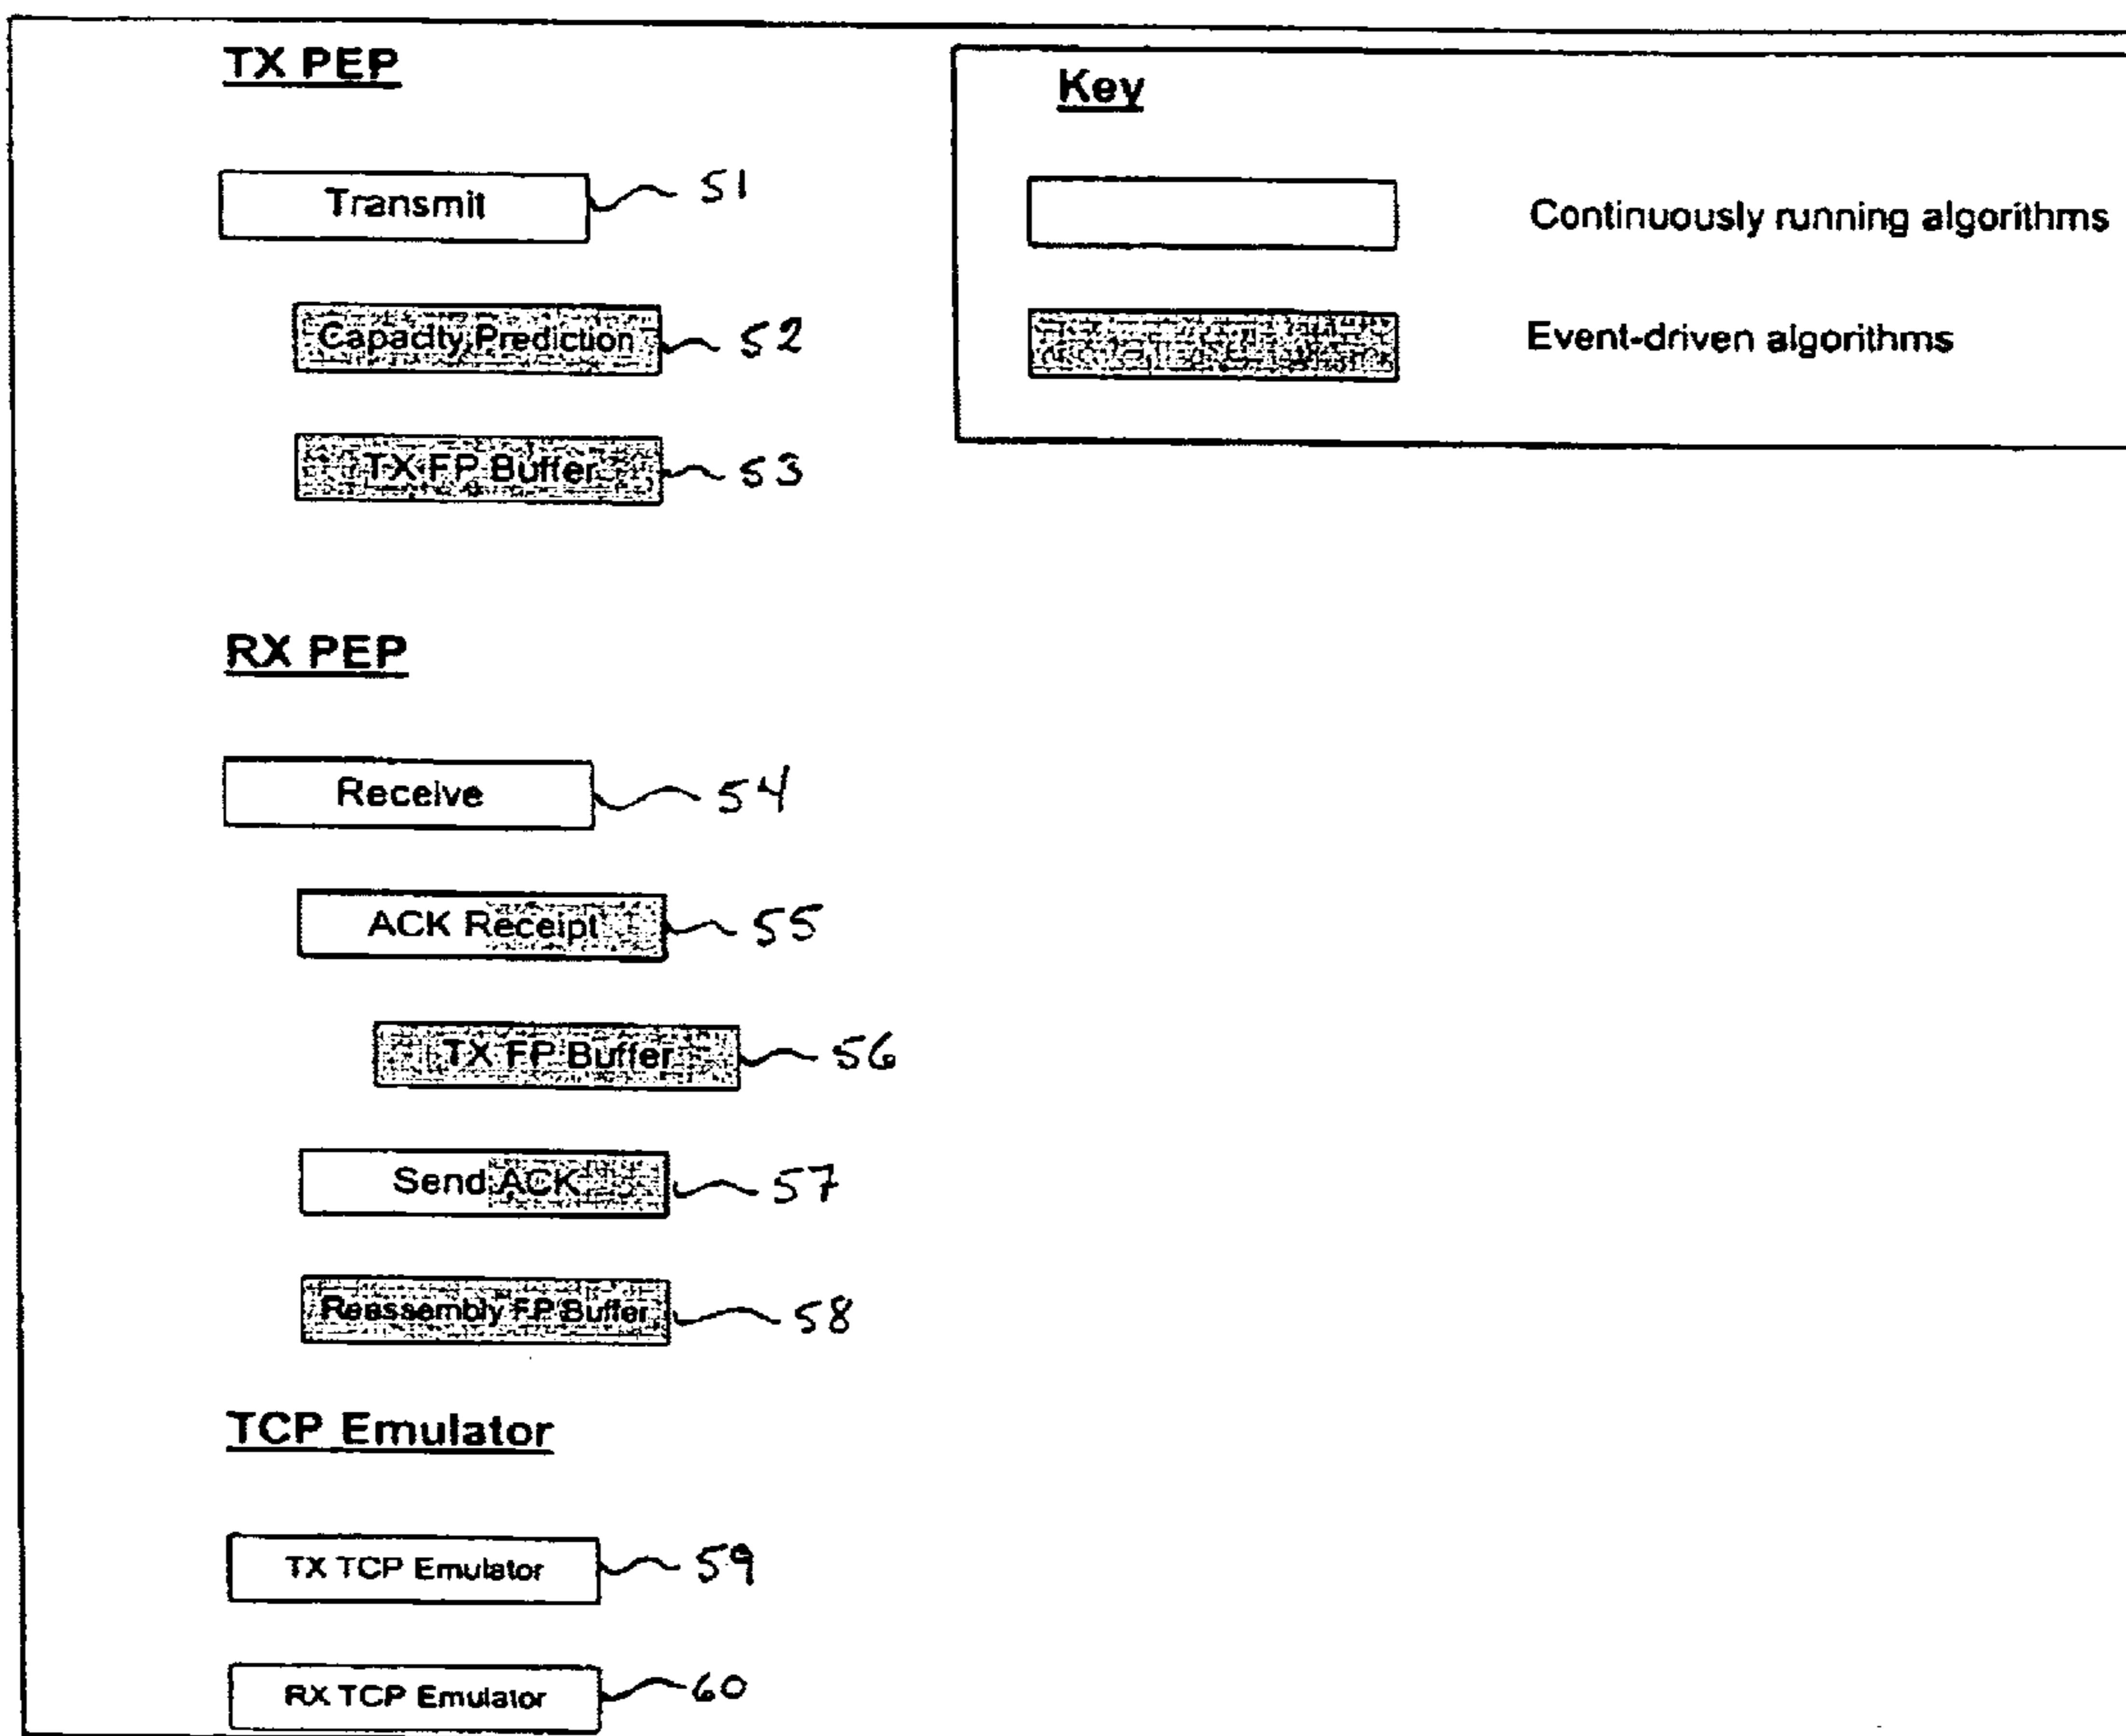 TX PEP
Transmit
51
Capacity Prediction
52
TX FP Buffer
53
Key
Continuously running algorithms
Event-driven algorithms
RX PEP
Receive
54
ACK Receipt
55
TX FP Buffer
56
Send ACK
57
Reassembly FP Buffer
58
TCP Emulator
TX TCP Emulator
59
RX TCP Emulator
60